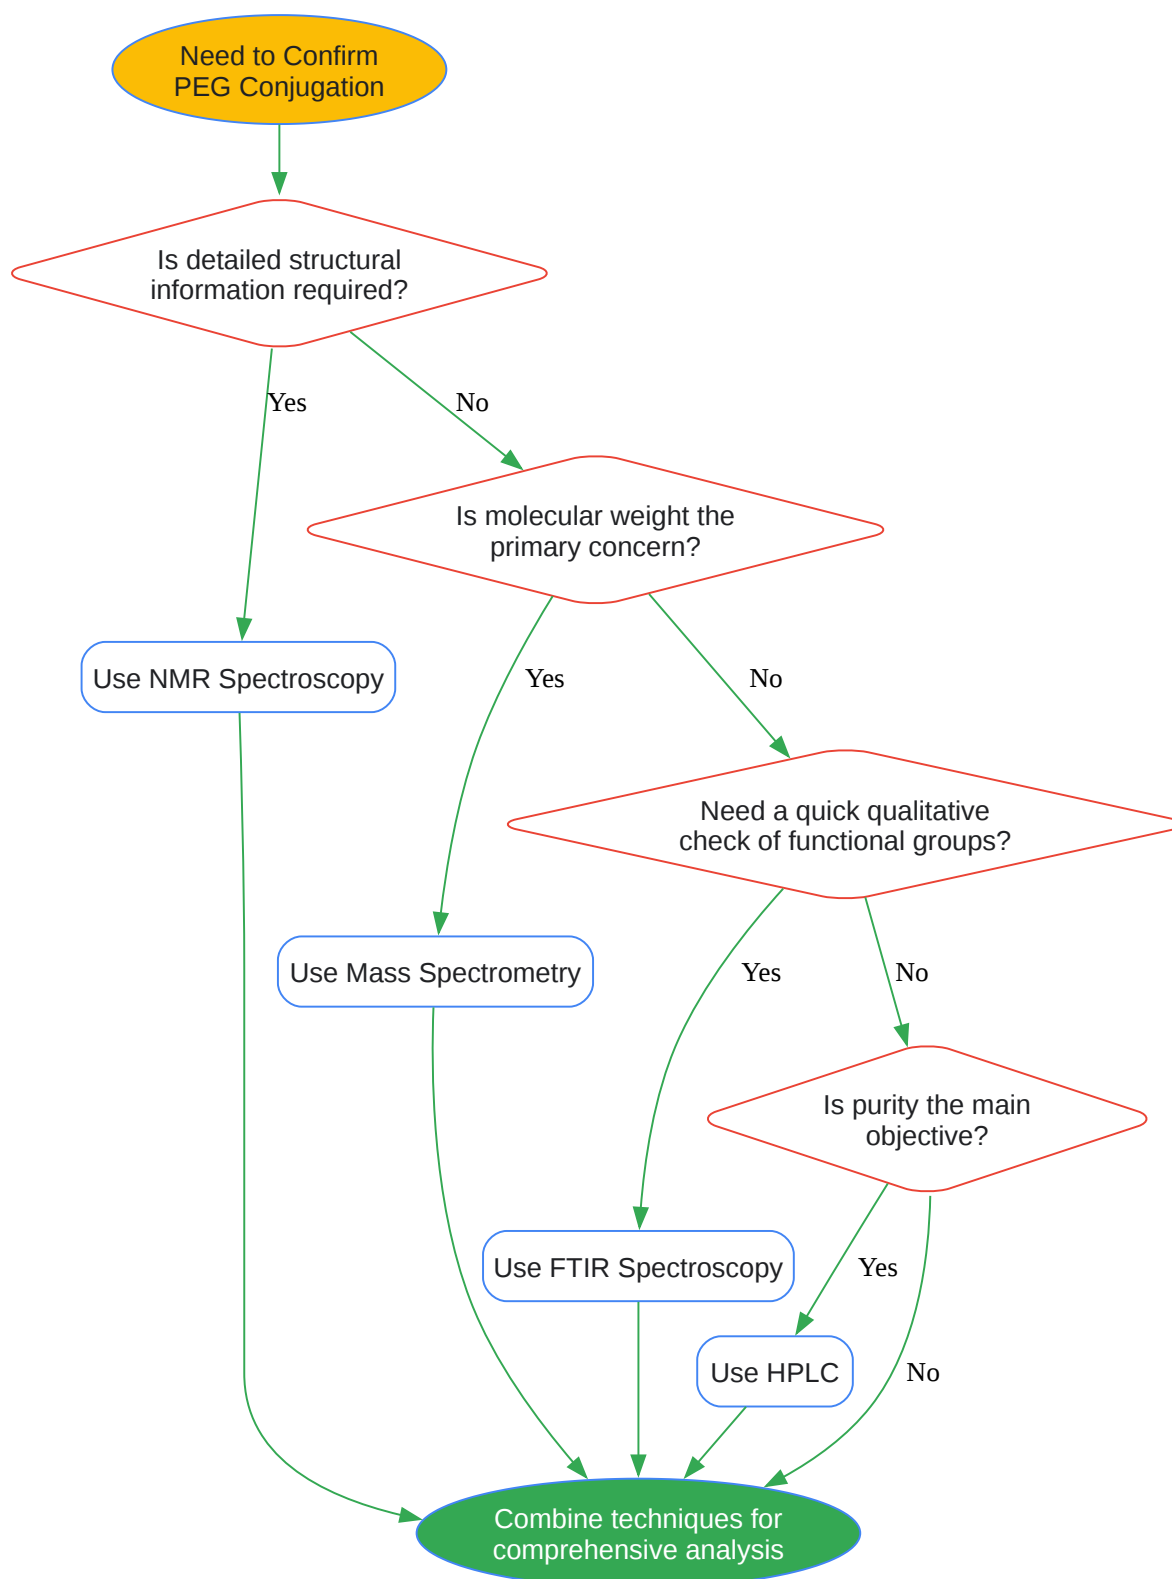 Need to Confirm
PEG Conjugation
Is detailed structural
information required?
Yes
No
Is molecular weight the
primary concern?
Use NMR Spectroscopy
Yes
No
Need a quick qualitative
check of functional groups?
Use Mass Spectrometry
Yes
No
Is purity the main
objective?
Use FTIR Spectroscopy
Yes
Use HPLC
No
Combine techniques for
comprehensive analysis